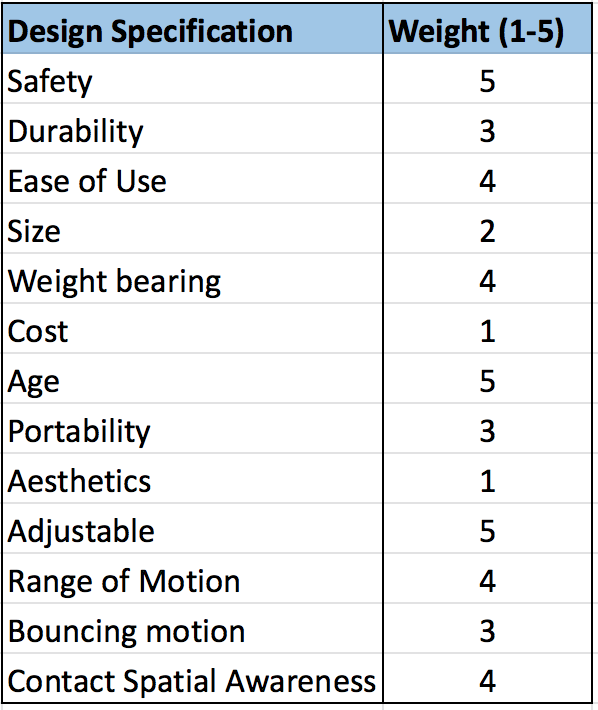 Design Specification Weight (1-5)
Safety 5
Durability 3
Ease of Use 4
Size 2
Weight bearing 4
Cost 1
Age 5
Portability 3
Aesthetics 1
Adjustable 5
Range of Motion 4
Bouncing motion 3
Contact Spatial Awareness 4